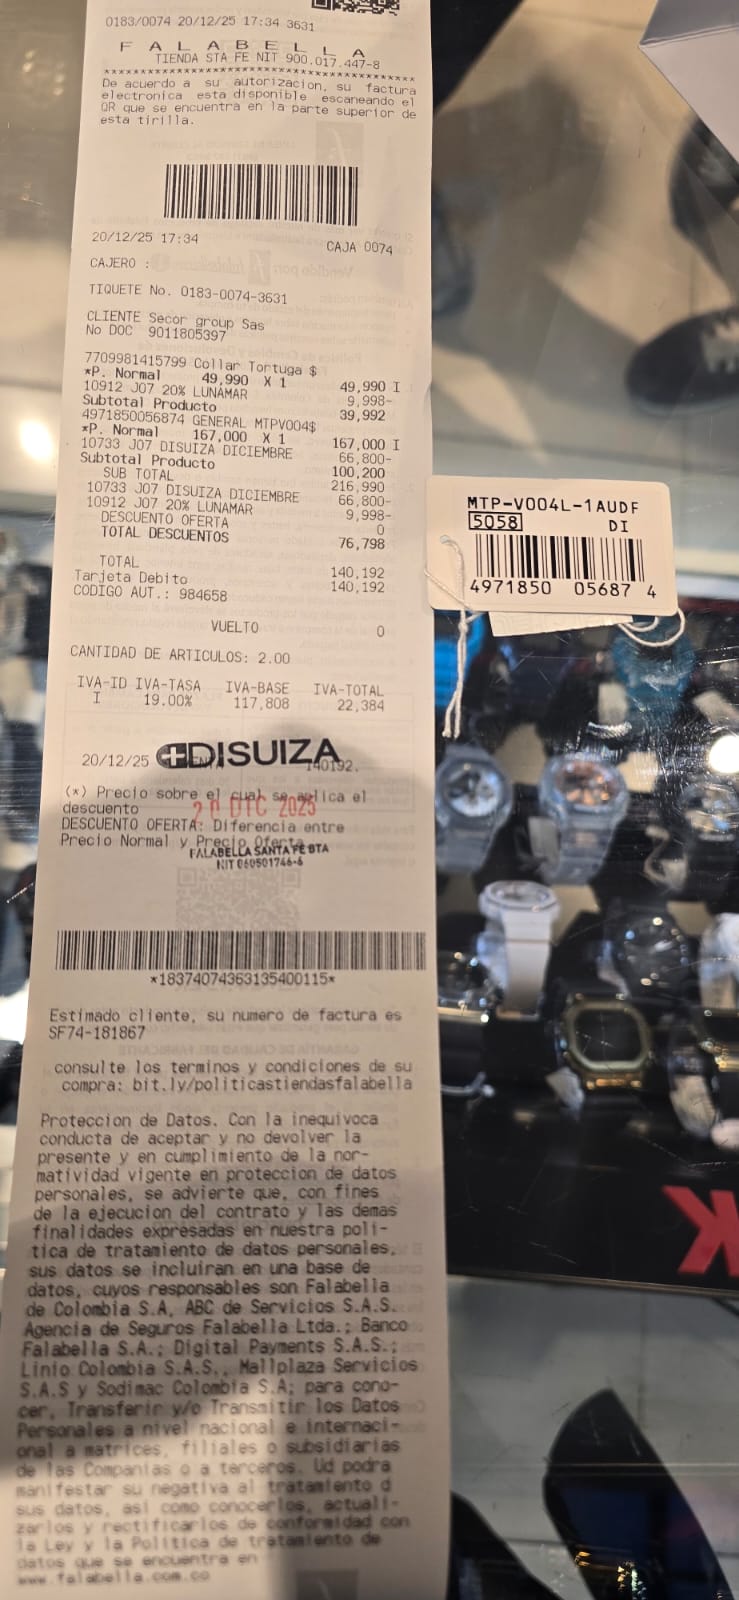 0183/0074 20/12/25 17:34 3631
F A L A B E L L A
TIENDA STA FE NIT 900.017.447-8
****************************************
De acuerdo a su autorizacion, su factura
electronica esta disponible escaneando el
QR que se encuentra en la parte superior de
esta tirilla.
20/12/25 17:34 CAJA 0074
CAJERO :
TIQUETE No. 0183-0074-3631
CLIENTE Secor group Sas
No DOC 9011805397
7709981415799 Collar Tortuga $
*P. Normal 49,990 X 1 49,990 I
10912 J07 20% LUNAMAR 9,998-
Subtotal Producto 39,992
4971850056874 GENERAL MTPV004$
*P. Normal 167,000 X 1 167,000 I
10733 J07 DISUIZA DICIEMBRE 66,800-
Subtotal Producto 100,200
SUB TOTAL 216,990
10733 J07 DISUIZA DICIEMBRE 66,800-
10912 J07 20% LUNAMAR 9,998-
DESCUENTO OFERTA 0
TOTAL DESCUENTOS 76,798
TOTAL 140,192
Tarjeta Debito 140,192
CODIGO AUT.: 984658
VUELTO 0
CANTIDAD DE ARTICULOS: 2.00
IVA-ID IVA-TASA IVA-BASE IVA-TOTAL
I 19.00% 117,808 22,384
20/12/25 DISUIZA 140192.
(*) Precio sobre el cual se aplica el
descuento
20 DIC 2025
DESCUENTO OFERTA: Diferencia entre
Precio Normal y Precio Oferta
FALABELLA SANTA FE BTA
NIT 860501746-6
*18374074363135400115*
Estimado cliente, su numero de factura es
SF74-181867
consulte los terminos y condiciones de su
compra: bit.ly/politicastiendasfalabella
Proteccion de Datos. Con la inequivoca
conducta de aceptar y no devolver la
presente y en cumplimiento de la nor-
matividad vigente en proteccion de datos
personales, se advierte que, con fines
de la ejecucion del contrato y las demas
finalidades expresadas en nuestra poli-
tica de tratamiento de datos personales,
sus datos se incluiran en una base de
datos, cuyos responsables son Falabella
de Colombia S.A, ABC de Servicios S.A.S.
Agencia de Seguros Falabella Ltda.; Banco
Falabella S.A.; Digital Payments S.A.S.;
Linio Colombia S.A.S., Mallplaza Servicios
S.A.S y Sodimac Colombia S.A; para cono-
cer, Transferir y/o Transmitir los Datos
Personales a nivel nacional e internaci-
onal a matrices, filiales o subsidiarias
de las Companias o a terceros. Ud podra
manifestar su negativa al tratamiento d
sus datos, asi como conocerlos, actuali-
zarlos y rectificarlos de conformidad con
la Ley y la Politica de tratamiento de
datos que se encuentra en
www.falabella.com.co
MTP-V004L-1AUDF
5058 DI
4971850 05687 4